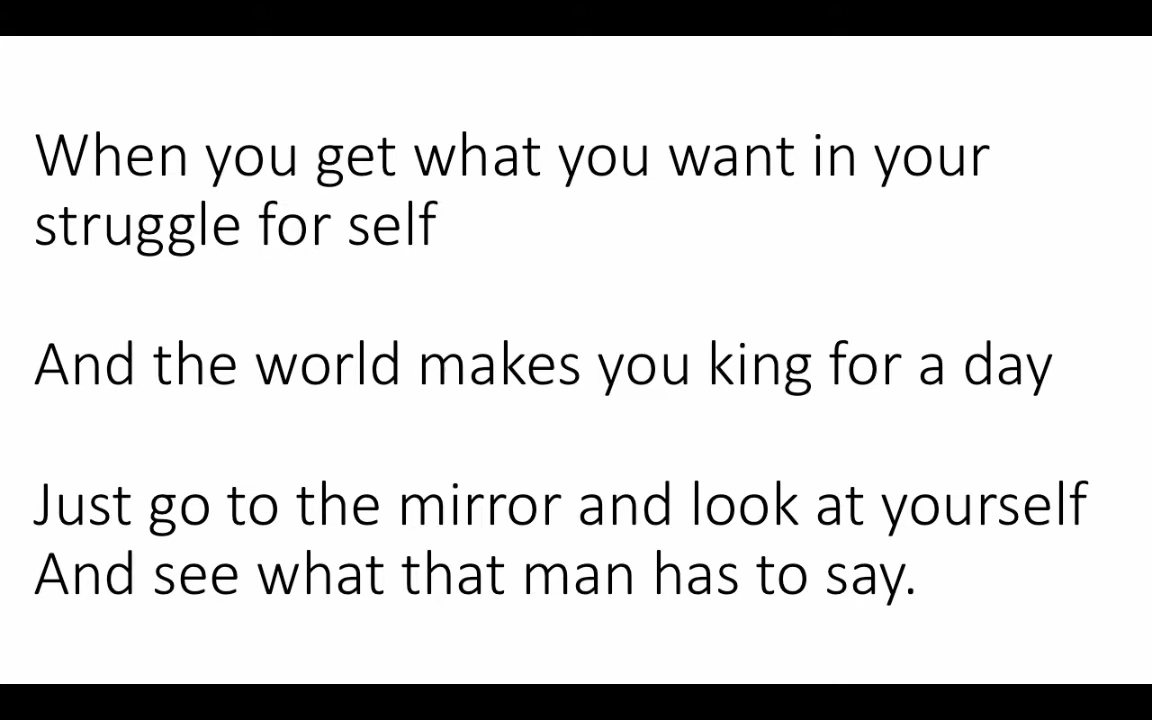 When you get what you want in your
struggle for self
And the world makes you king for a day
Just go to the mirror and look at yourself
And see what that man has to say.